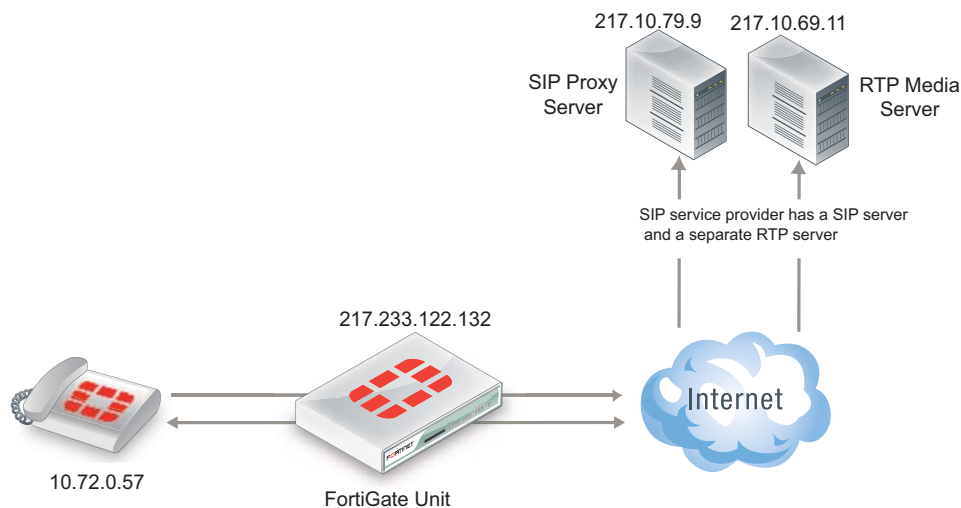 217.10.79.9
217.10.69.11
SIP Proxy
Server
RTP Media
Server
SIP service provider has a SIP server
and a separate RTP server
217.233.122.132
Internet
FORTINET
10.72.0.57
FortiGate Unit